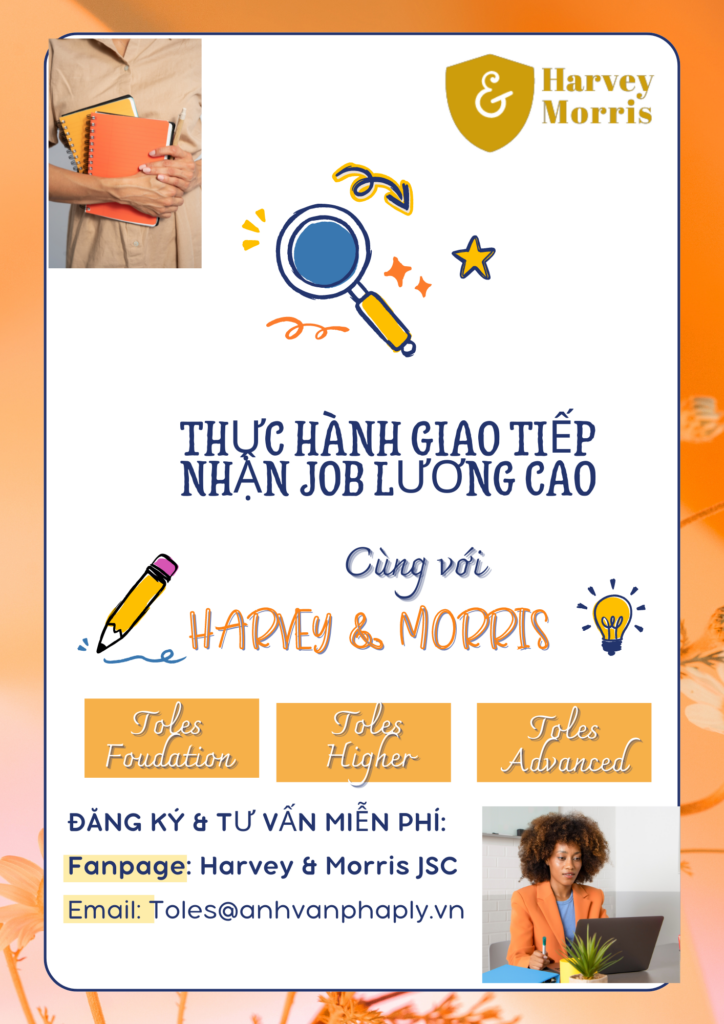 &
Harvey
Morris
THỰC HÀNH GIAO TIẾP
NHẬN JOB LƯƠNG CAO
Cùng với
HARVEY & MORRIS
Toles
Foudation
Toles
Higher
Toles
Advanced
ĐĂNG KÝ & TƯ VẤN MIỄN PHÍ:
Fanpage: Harvey & Morris JSC
Email: Toles@anhvanphaply.vn